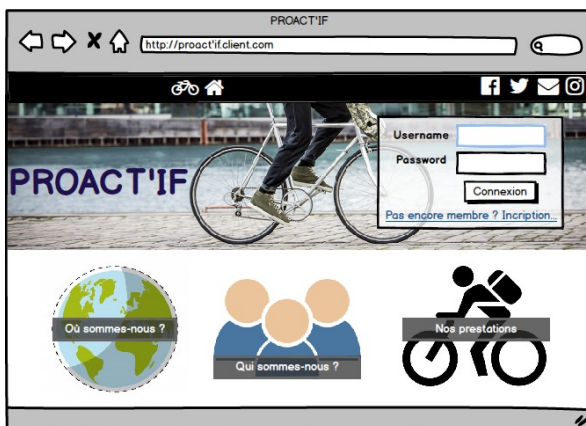 PROACT'IF
http://proact'if.client.com
PROACT'IF
Username
Password
Connexion
Pas encore membre ? Incription...
Où sommes-nous ?
Qui sommes-nous ?
Nos prestations